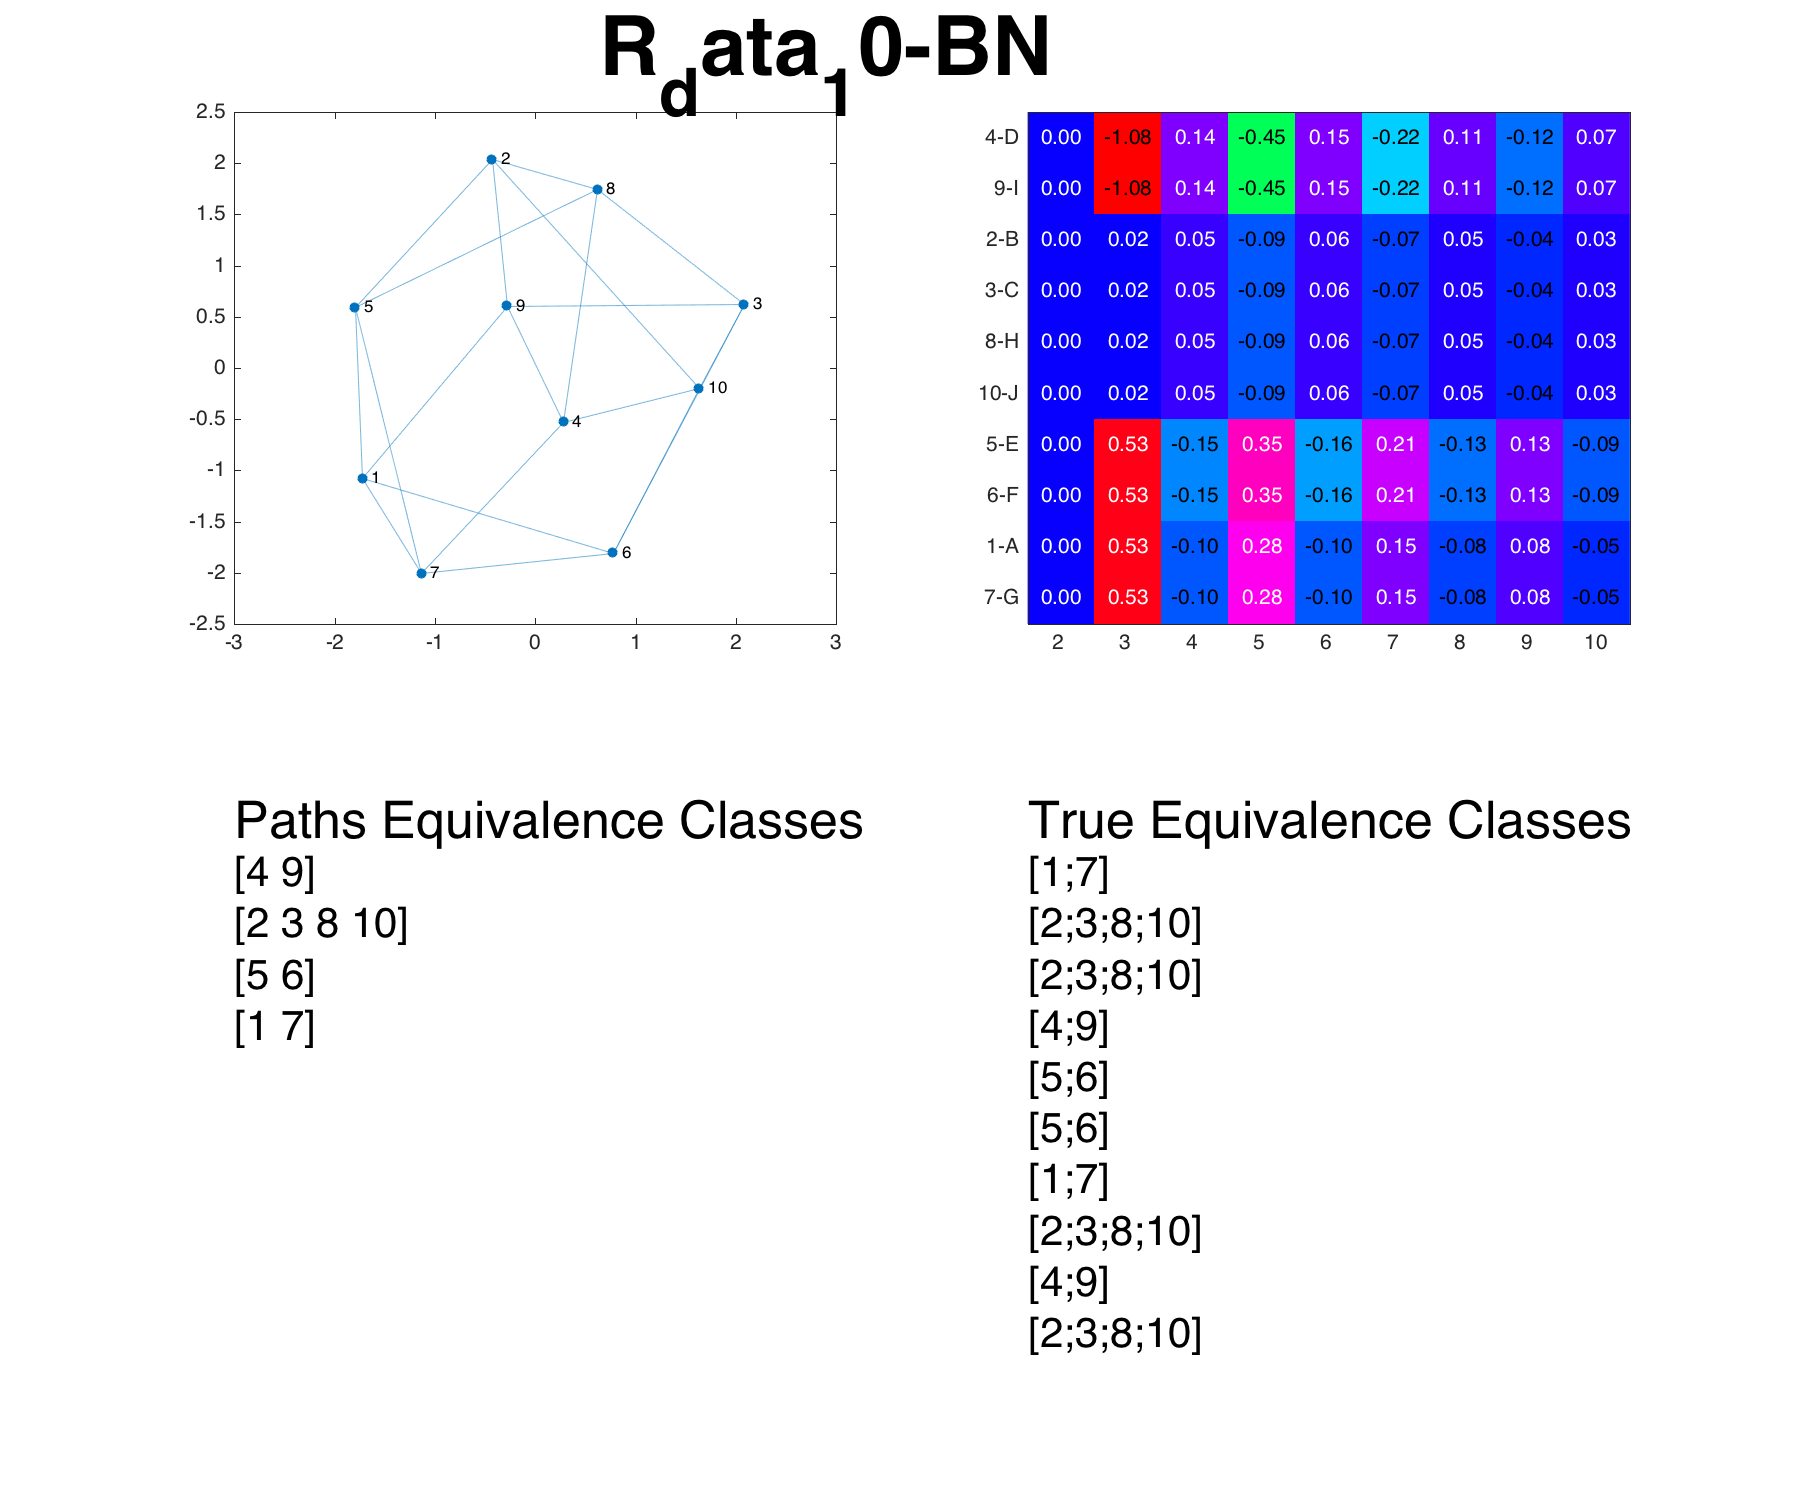 R_data_10-BN
2.5
2
1.5
1
0.5
0
-0.5
-1
-1.5
-2
-2.5
-3 -2 -1 0 1 2 3
2
8
5
9
3
10
4
1
6
7
4-D 0.00 -1.08 0.14 -0.45 0.15 -0.22 0.11 -0.12 0.07
9-I 0.00 -1.08 0.14 -0.45 0.15 -0.22 0.11 -0.12 0.07
2-B 0.00 0.02 0.05 -0.09 0.06 -0.07 0.05 -0.04 0.03
3-C 0.00 0.02 0.05 -0.09 0.06 -0.07 0.05 -0.04 0.03
8-H 0.00 0.02 0.05 -0.09 0.06 -0.07 0.05 -0.04 0.03
10-J 0.00 0.02 0.05 -0.09 0.06 -0.07 0.05 -0.04 0.03
5-E 0.00 0.53 -0.15 0.35 -0.16 0.21 -0.13 0.13 -0.09
6-F 0.00 0.53 -0.15 0.35 -0.16 0.21 -0.13 0.13 -0.09
1-A 0.00 0.53 -0.10 0.28 -0.10 0.15 -0.08 0.08 -0.05
7-G 0.00 0.53 -0.10 0.28 -0.10 0.15 -0.08 0.08 -0.05
2 3 4 5 6 7 8 9 10
Paths Equivalence Classes
[4 9]
[2 3 8 10]
[5 6]
[1 7]
True Equivalence Classes
[1;7]
[2;3;8;10]
[2;3;8;10]
[4;9]
[5;6]
[5;6]
[1;7]
[2;3;8;10]
[4;9]
[2;3;8;10]